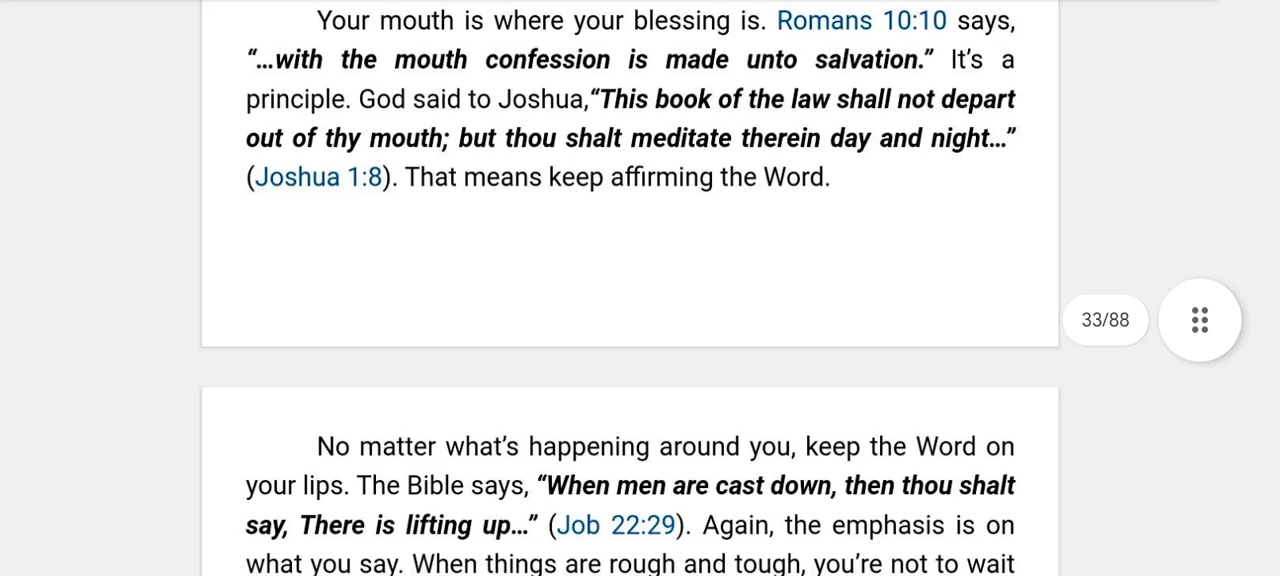 Your mouth is where your blessing is. Romans 10:10 says,
“…with the mouth confession is made unto salvation.” It’s a
principle. God said to Joshua,“This book of the law shall not depart
out of thy mouth; but thou shalt meditate therein day and night…”
(Joshua 1:8). That means keep affirming the Word.
33/88
No matter what’s happening around you, keep the Word on
your lips. The Bible says, “When men are cast down, then thou shalt
say, There is lifting up…” (Job 22:29). Again, the emphasis is on
what you say. When things are rough and tough, you’re not to wait